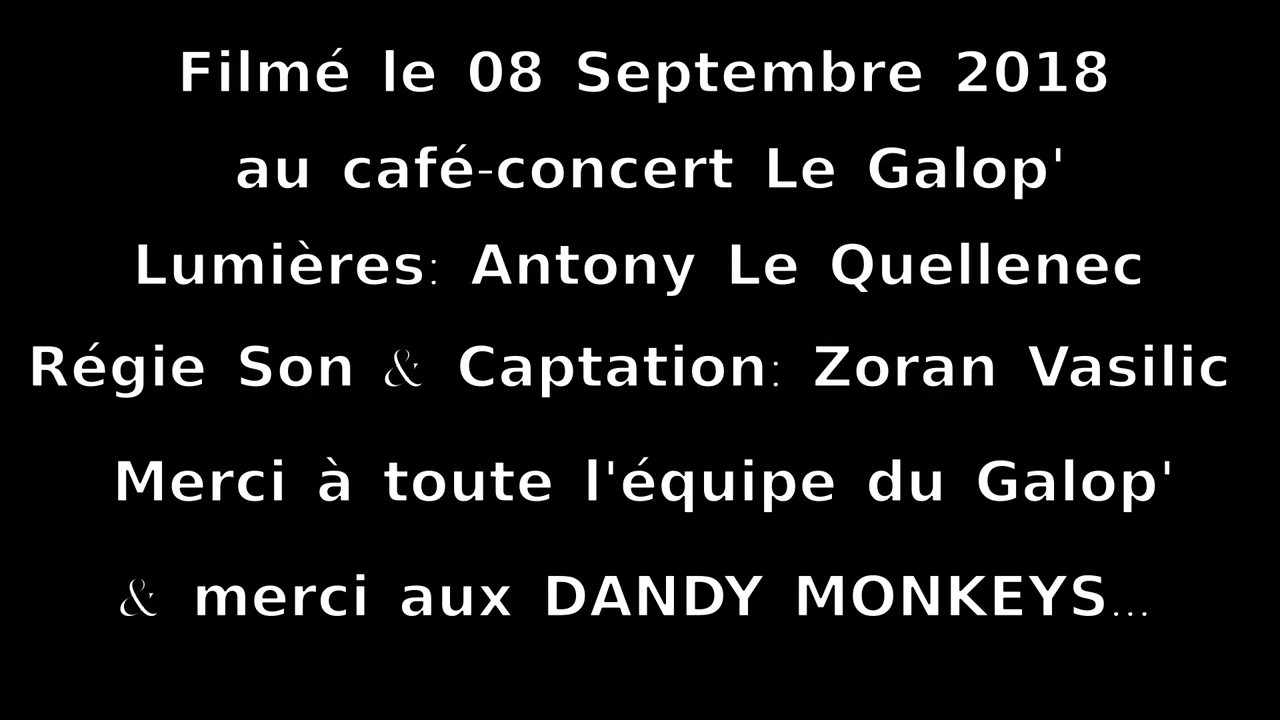 Filmé le 08 Septembre 2018
au café-concert Le Galop'
Lumières: Antony Le Quellenec
Régie Son & Captation: Zoran Vasilic
Merci à toute l'équipe du Galop'
& merci aux DANDY MONKEYS...